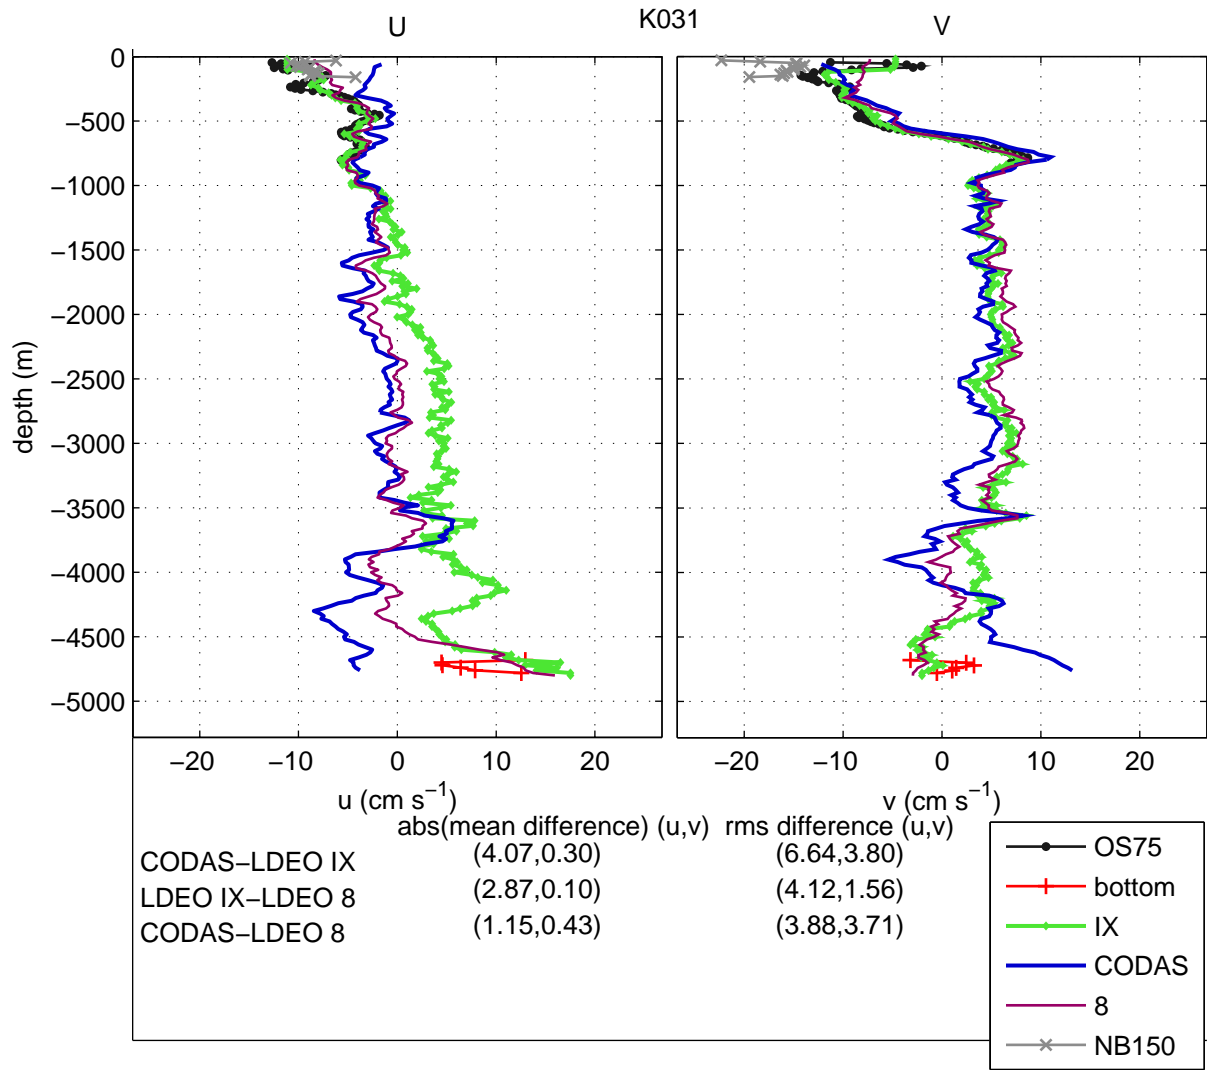 K031
U
V
0
−500
−1000
−1500
−2000
−2500
−3000
−3500
−4000
−4500
−5000
depth (m)
−20 −10 0 10 20
−20 −10 0 10 20
u (cm s⁻¹)
v (cm s⁻¹)
abs(mean difference) (u,v) rms difference (u,v)
CODAS−LDEO IX (4.07,0.30) (6.64,3.80)
LDEO IX−LDEO 8 (2.87,0.10) (4.12,1.56)
CODAS−LDEO 8 (1.15,0.43) (3.88,3.71)
OS75
bottom
IX
CODAS
8
NB150